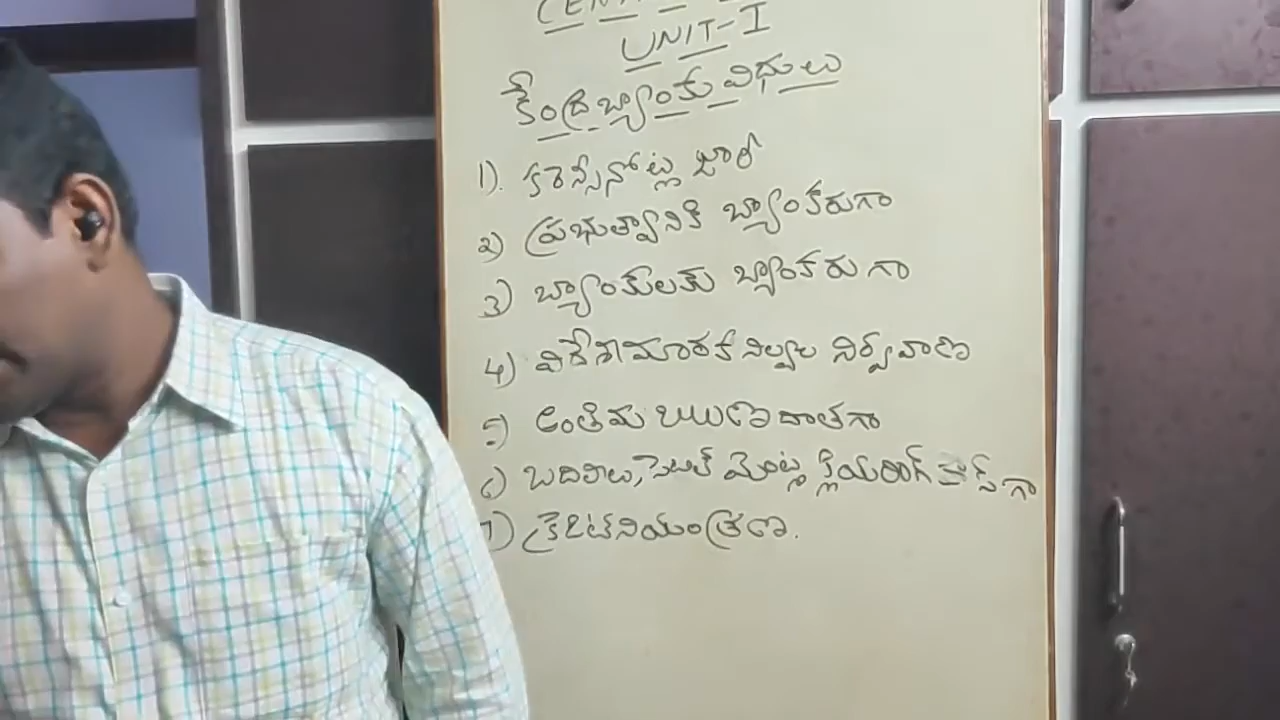 UNIT-I
కేంద్ర బ్యాంకు విధులు
1). కరెన్సీనోట్ల జారీ
2) ప్రభుత్వానికి బ్యాంకరుగా
3) బ్యాంకులకు బ్యాంకరుగా
4) విదేశీమారక నిల్వల నిర్వహణ
5) అంతిమ ఋణదాతగా
6) బదిలీలు, సెటిల్ మెంట్ల క్లియరింగ్ హౌస్ గా
7) క్రెడిట్ నియంత్రణ.